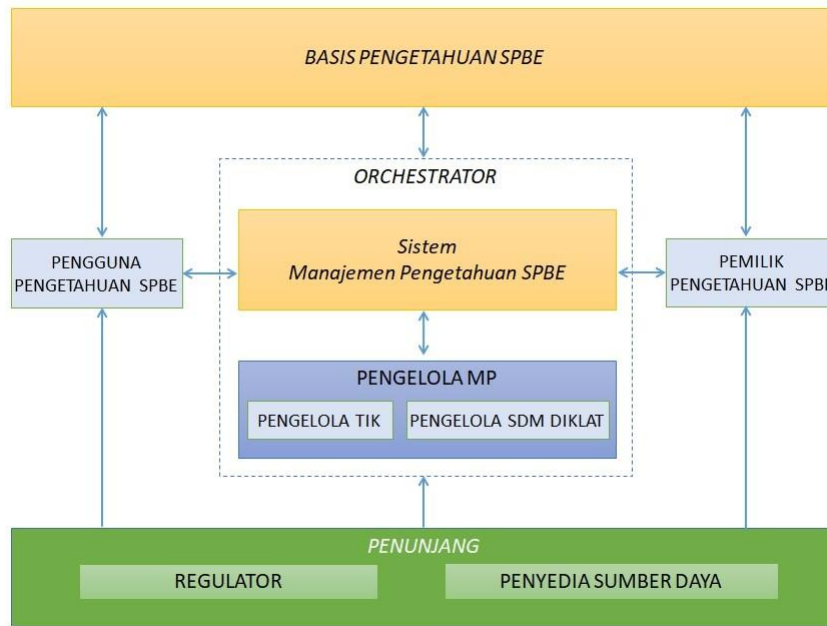 BASIS PENGETAHUAN SPBE
ORCHESTRATOR
Sistem
Manajemen Pengetahuan SPBE
PENGGUNA
PENGETAHUAN SPBE
PEMILIK
PENGETAHUAN SPBE
PENGELOLA MP
PENGELOLA TIK
PENGELOLA SDM DIKLAT
PENUNJANG
REGULATOR
PENYEDIA SUMBER DAYA